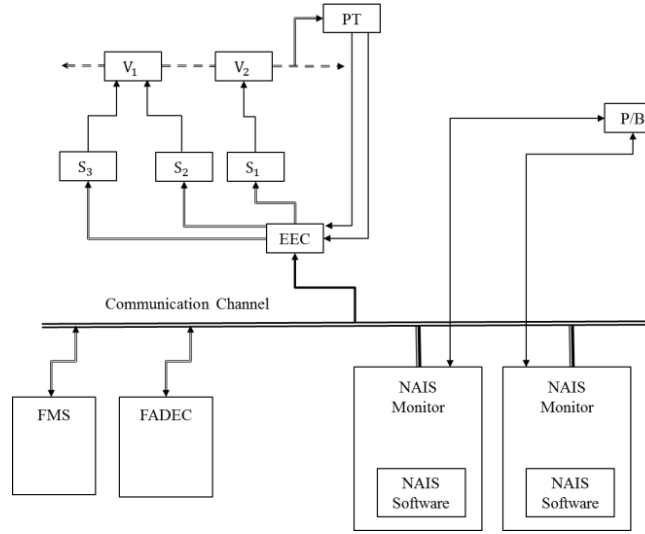 PT
V₁
V₂
P/B
S₃
S₂
S₁
EEC
Communication Channel
FMS
FADEC
NAIS
Monitor
NAIS
Monitor
NAIS
Software
NAIS
Software